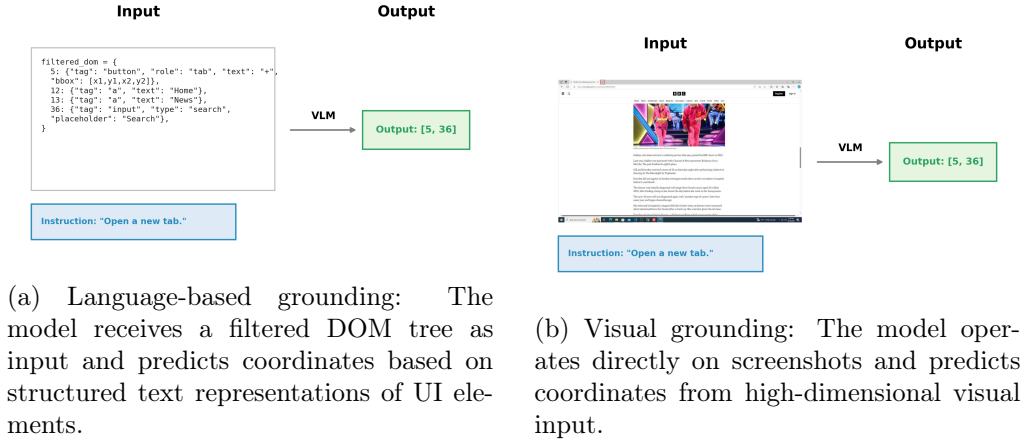 Input
Output
filtered_dom = {
5: {"tag": "button", "role": "tab", "text": "+",
"bbox": [x1,y1,x2,y2]},
12: {"tag": "a", "text": "Home"},
13: {"tag": "a", "text": "News"},
36: {"tag": "input", "type": "search",
"placeholder": "Search"},
}
VLM
Output: [5, 36]
Instruction: "Open a new tab."
(a) Language-based grounding: The
model receives a filtered DOM tree as
input and predicts coordinates based on
structured text representations of UI ele-
ments.
Input
Output
BBC
VLM
Output: [5, 36]
Instruction: "Open a new tab."
(b) Visual grounding: The model oper-
ates directly on screenshots and predicts
coordinates from high-dimensional visual
input.